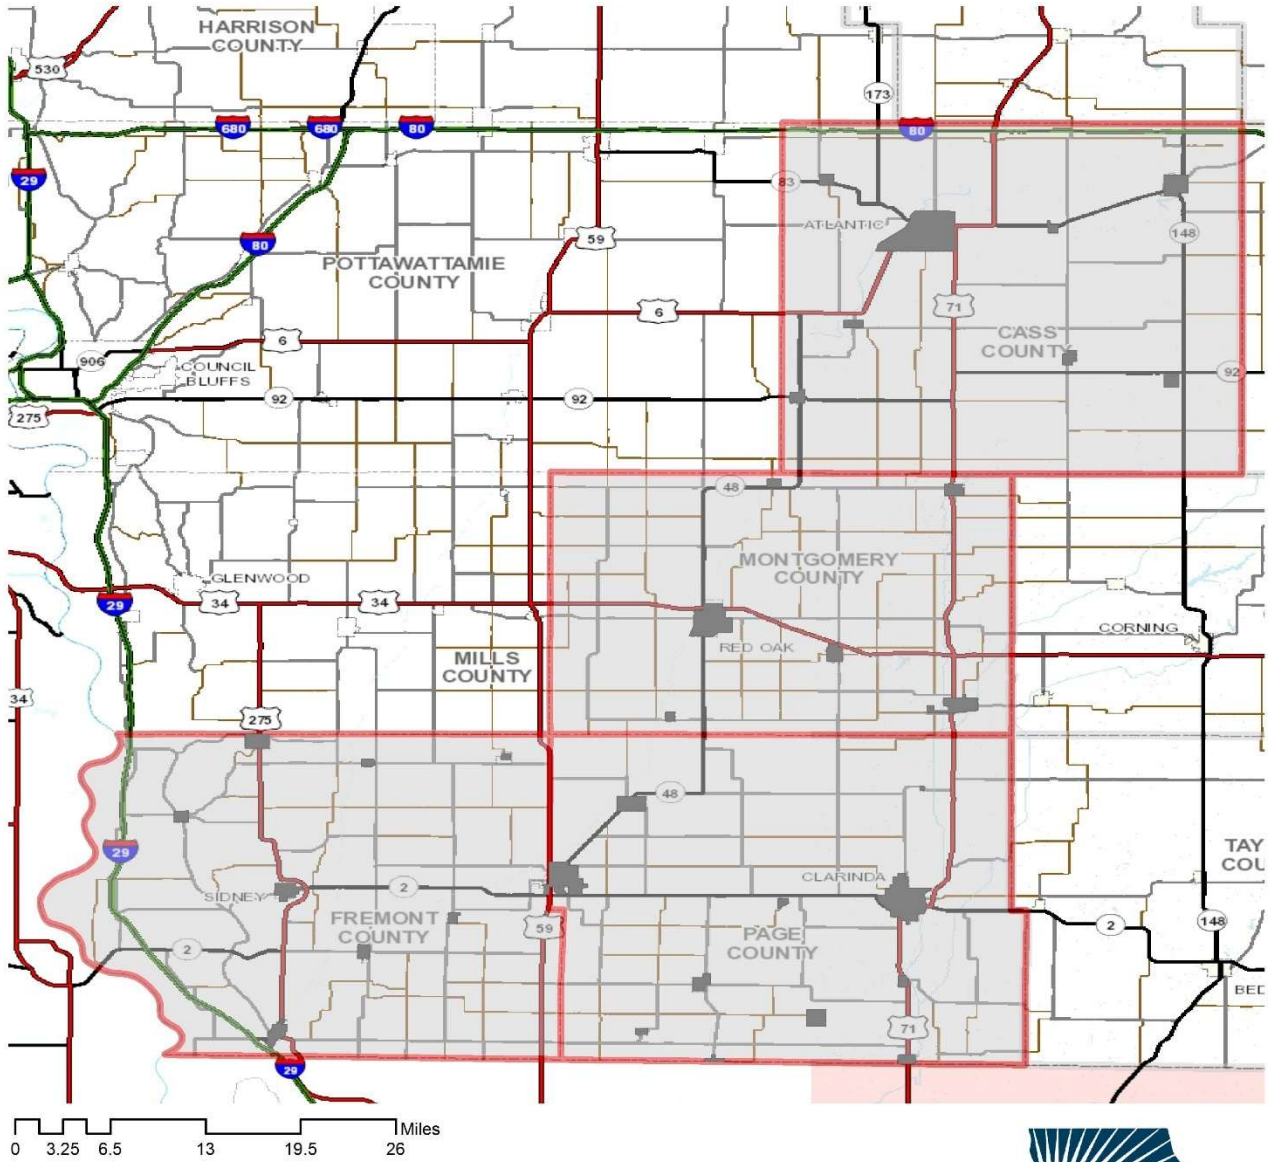 HARRISON
COUNTY
530
173
680
680
80
80
29
83
ATLANTIC
148
59
80
POTTAWATTAMIE
COUNTY
71
6
6
CASS
COUNTY
906
COUNCIL
BLUFFS
92
92
92
275
48
MONTGOMERY
COUNTY
GLENWOOD
34
34
29
CORNING
RED OAK
MILLS
COUNTY
34
275
48
29
TAY
COU
CLARINDA
SIDNEY
2
FREMONT
COUNTY
59
2
148
PAGE
COUNTY
2
BED
71
29
Miles
0 3.25 6.5 13 19.5 26